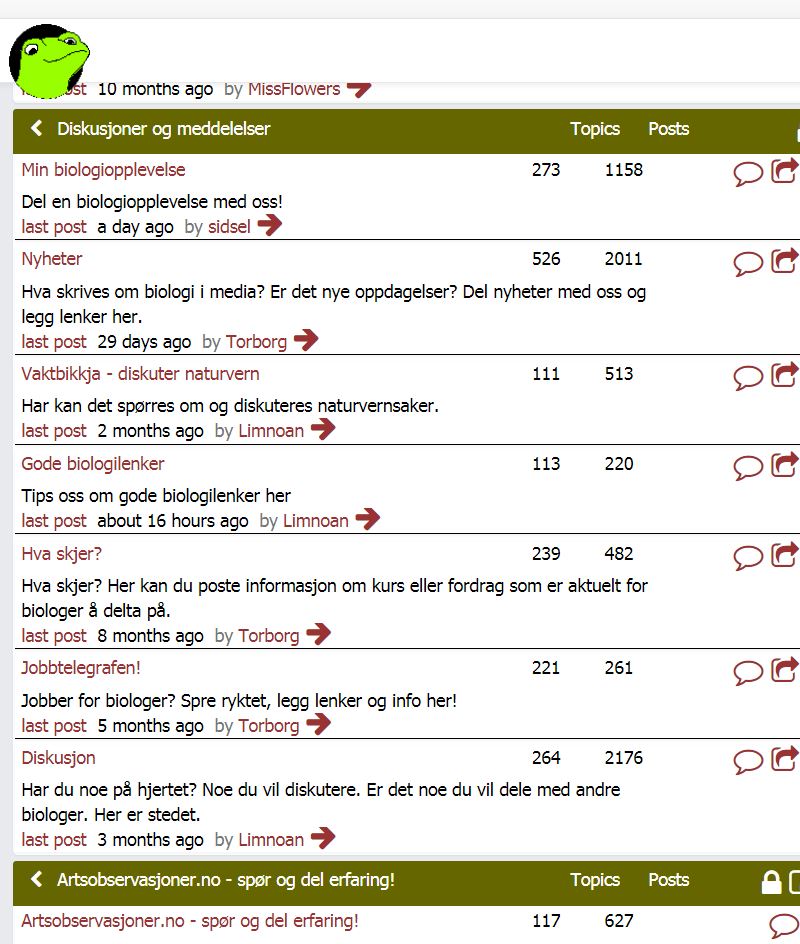 10 months ago by MissFlowers
Diskusjoner og meddelelser Topics Posts
Min biologiopplevelse 273 1158
Del en biologiopplevelse med oss!
last post a day ago by sidsel
Nyheter 526 2011
Hva skrives om biologi i media? Er det nye oppdagelser? Del nyheter med oss og
legg lenker her.
last post 29 days ago by Torborg
Vaktbikkja - diskuter naturvern 111 513
Har kan det spørres om og diskuteres naturvernsaker.
last post 2 months ago by Limnoan
Gode biologilenker 113 220
Tips oss om gode biologilenker her
last post about 16 hours ago by Limnoan
Hva skjer? 239 482
Hva skjer? Her kan du poste informasjon om kurs eller fordrag som er aktuelt for
biologer å delta på.
last post 8 months ago by Torborg
Jobbtelegrafen! 221 261
Jobber for biologer? Spre ryktet, legg lenker og info her!
last post 5 months ago by Torborg
Diskusjon 264 2176
Har du noe på hjertet? Noe du vil diskutere. Er det noe du vil dele med andre
biologer. Her er stedet.
last post 3 months ago by Limnoan
Artsobservasjoner.no - spør og del erfaring! Topics Posts
Artsobservasjoner.no - spør og del erfaring! 117 627